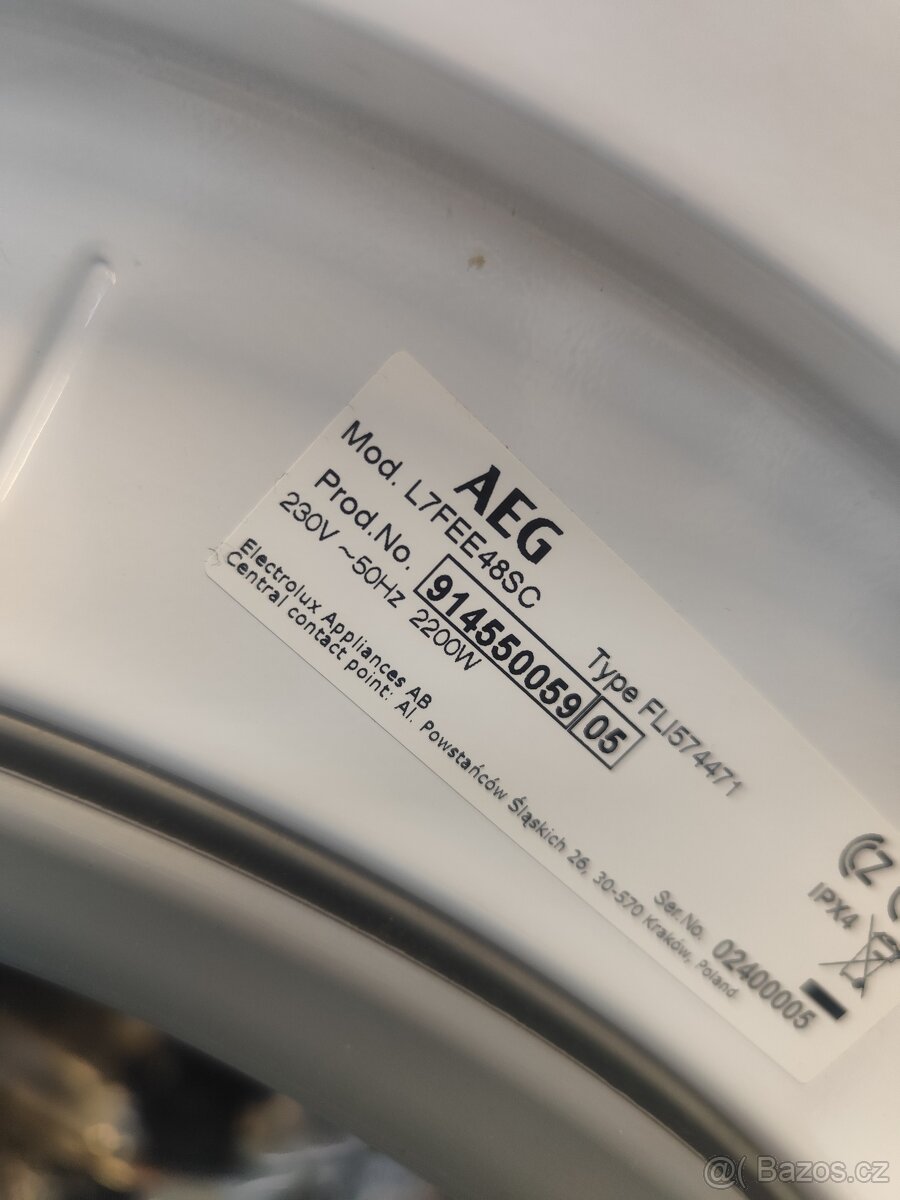 AEG
Mod. L7FEE48SC Type FLI574471
Prod.No. 914550059 05
230V ~50Hz 2200W
IPX4
Electrolux Appliances AB Ser.No. 02400005
Central contact point: Al. Powstańców Śląskich 26, 30-570 Kraków, Poland
@( Bazos.cz